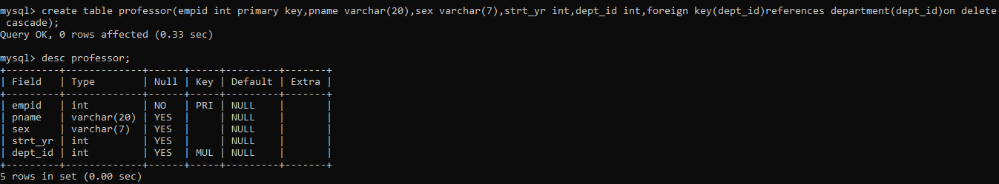 mysql> create table professor(empid int primary key,pname varchar(20),sex varchar(7),strt_yr int,dept_id int,foreign key(dept_id)references department(dept_id)on delete
 cascade);
Query OK, 0 rows affected (0.33 sec)

mysql> desc professor;
+---------+-------------+------+-----+---------+-------+
| Field   | Type        | Null | Key | Default | Extra |
+---------+-------------+------+-----+---------+-------+
| empid   | int         | NO   | PRI | NULL    |       |
| pname   | varchar(20) | YES  |     | NULL    |       |
| sex     | varchar(7)  | YES  |     | NULL    |       |
| strt_yr | int         | YES  |     | NULL    |       |
| dept_id | int         | YES  | MUL | NULL    |       |
+---------+-------------+------+-----+---------+-------+
5 rows in set (0.00 sec)